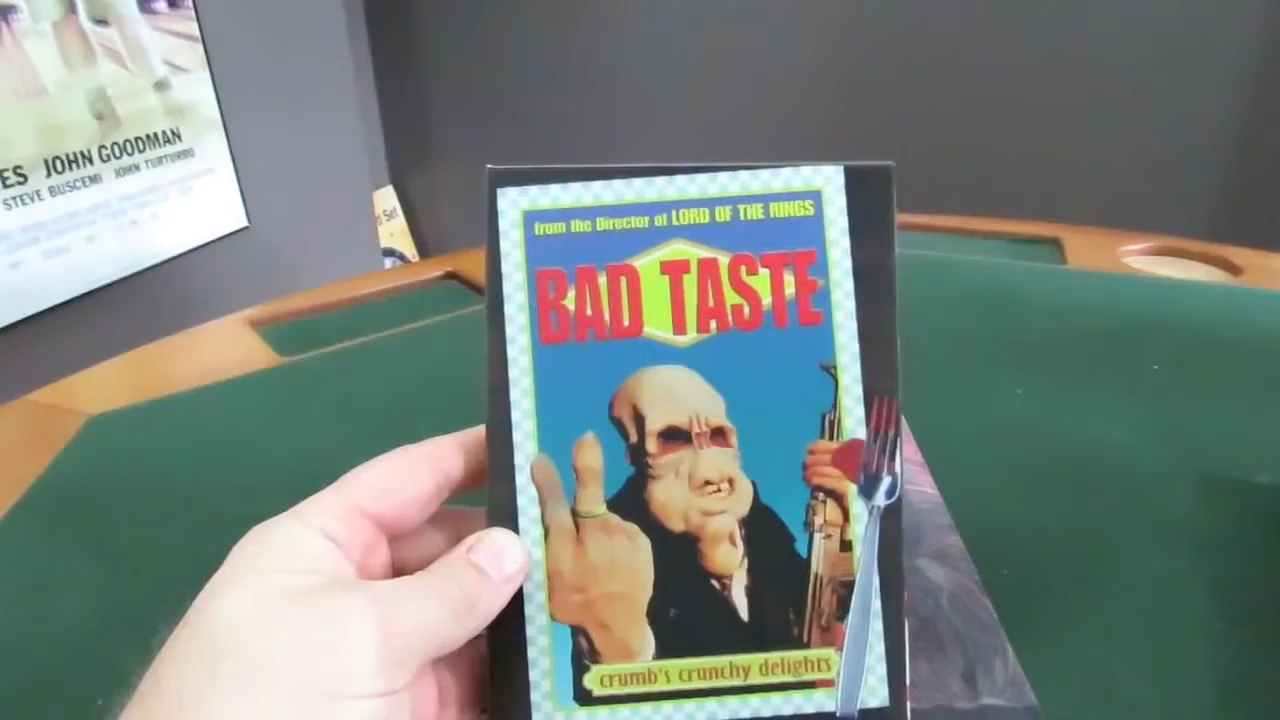 ES JOHN GOODMAN
STEVE BUSCEMI JOHN TURTURRO
d Set
from the Director of LORD OF THE RINGS
BAD TASTE
crumb's crunchy delights